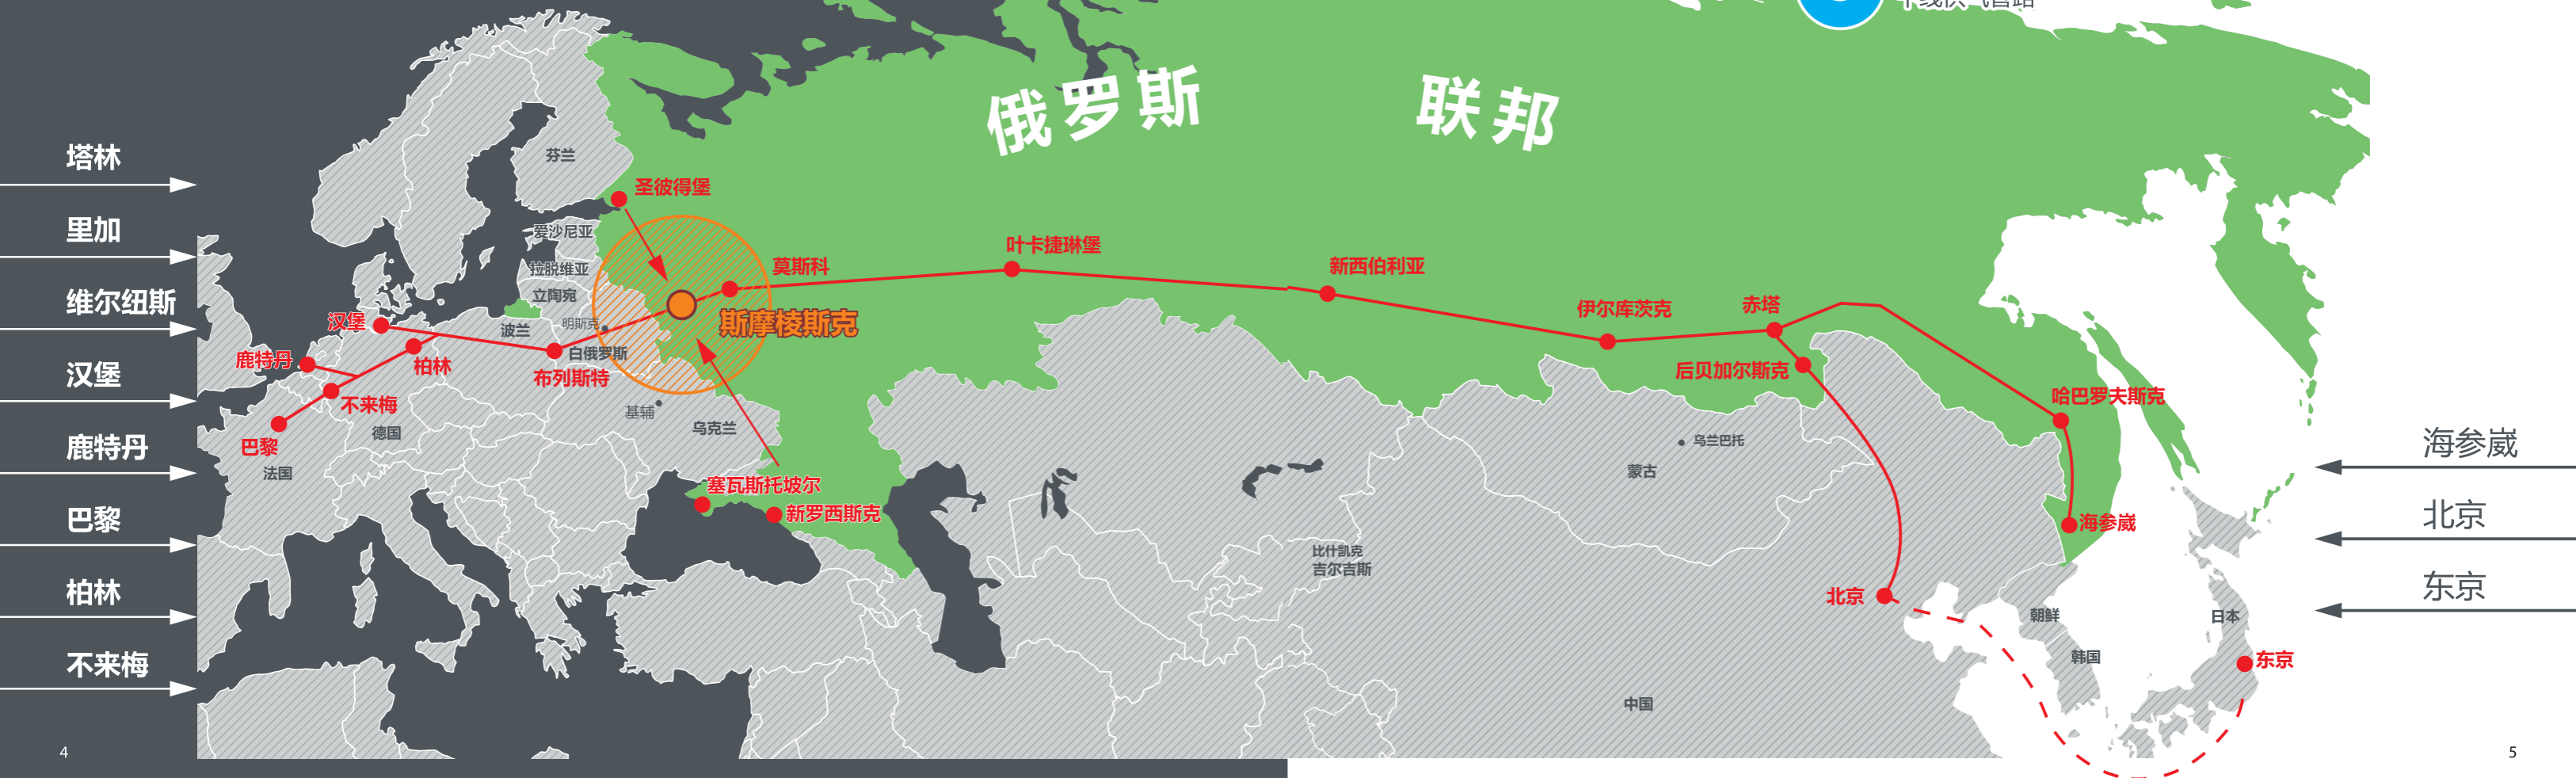 俄罗斯
联邦
塔林
里加
维尔纽斯
汉堡
鹿特丹
巴黎
柏林
不来梅
芬兰
圣彼得堡
爱沙尼亚
拉脱维亚
立陶宛
莫斯科
斯摩棱斯克
叶卡捷琳堡
新西伯利亚
伊尔库茨克
赤塔
后贝加尔斯克
哈巴罗夫斯克
汉堡
鹿特丹
柏林
不来梅
巴黎
德国
法国
波兰
明斯克
白俄罗斯
布列斯特
基辅
乌克兰
塞瓦斯托坡尔
新罗西斯克
乌兰巴托
蒙古
比什凯克
吉尔吉斯
海参崴
北京
朝鲜
韩国
日本
东京
中国
海参崴
北京
东京
4
5